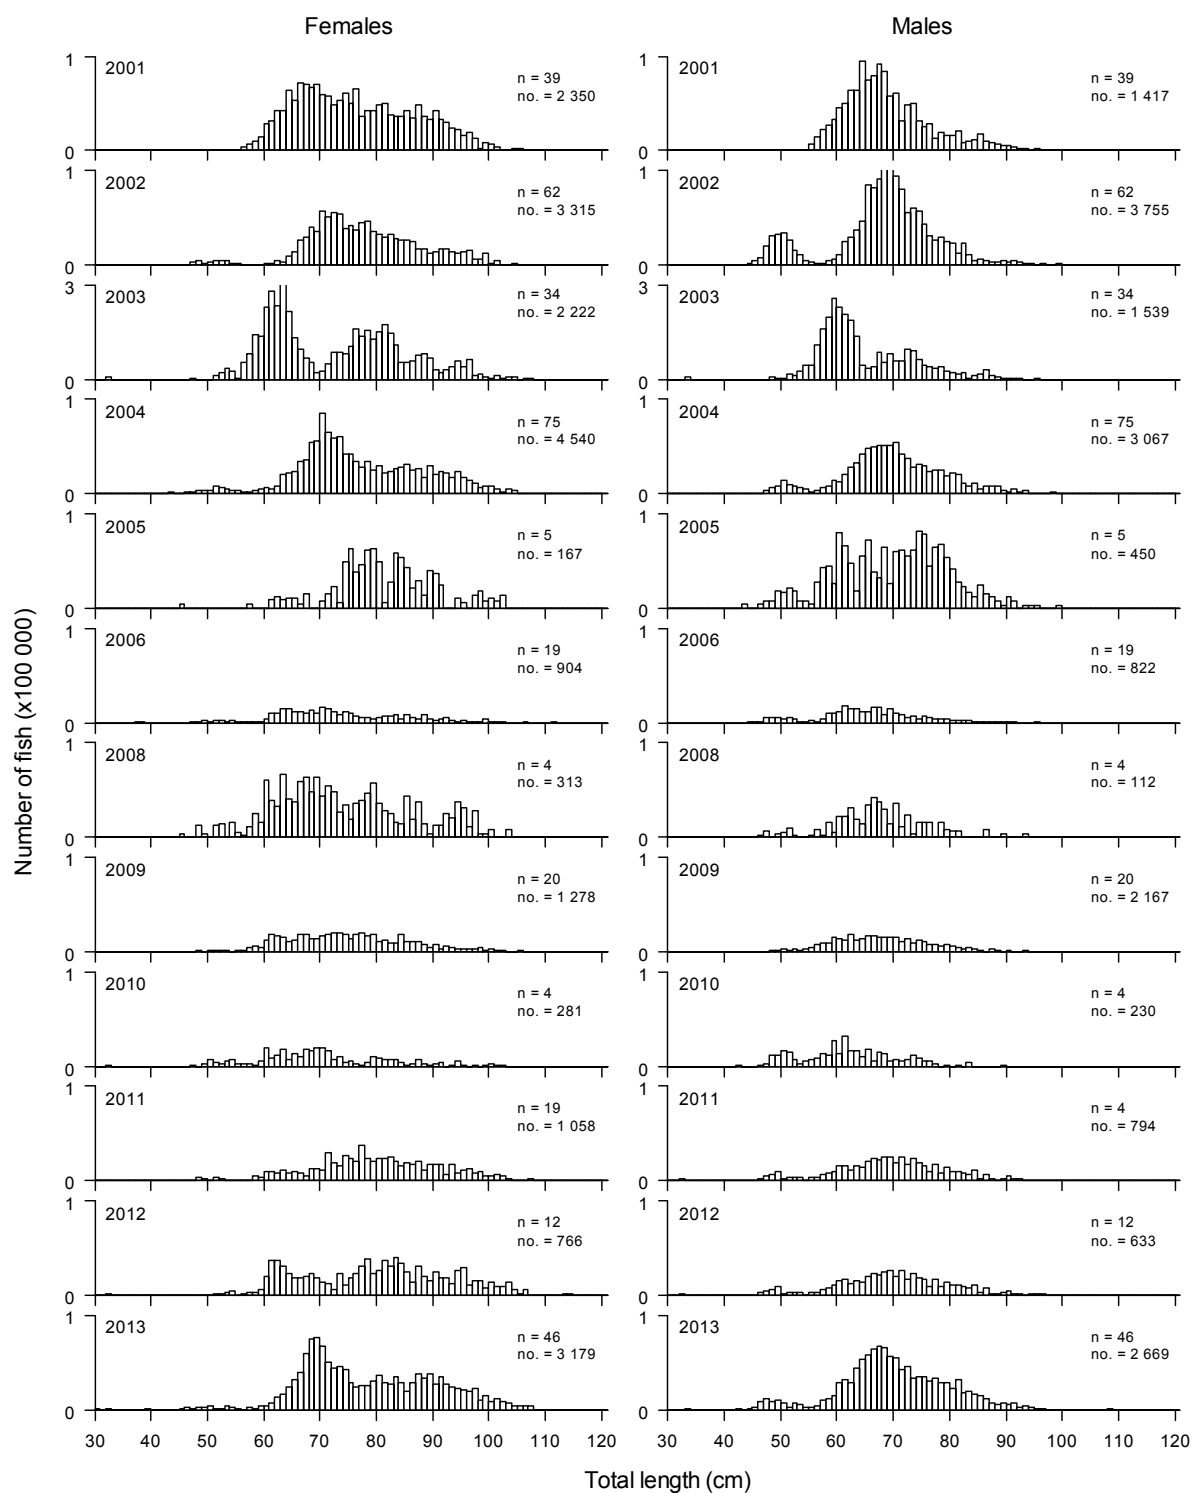 Females Males
1 2001 n = 39 1 2001 n = 39
no. = 2 350 no. = 1 417
0 0
1 2002 n = 62 1 2002 n = 62
no. = 3 315 no. = 3 755
0 0
3 2003 n = 34 3 2003 n = 34
no. = 2 222 no. = 1 539
0 0
1 2004 n = 75 1 2004 n = 75
no. = 4 540 no. = 3 067
0 0
1 2005 n = 5 1 2005 n = 5
no. = 167 no. = 450
0 0
1 2006 n = 19 1 2006 n = 19
no. = 904 no. = 822
0 0
Number of fish (x100 000)
1 2008 n = 4 1 2008 n = 4
no. = 313 no. = 112
0 0
1 2009 n = 20 1 2009 n = 20
no. = 1 278 no. = 2 167
0 0
1 2010 n = 4 1 2010 n = 4
no. = 281 no. = 230
0 0
1 2011 n = 19 1 2011 n = 4
no. = 1 058 no. = 794
0 0
1 2012 n = 12 1 2012 n = 12
no. = 766 no. = 633
0 0
1 2013 n = 46 1 2013 n = 46
no. = 3 179 no. = 2 669
0 0
30 40 50 60 70 80 90 100 110 120 30 40 50 60 70 80 90 100 110 120
Total length (cm)